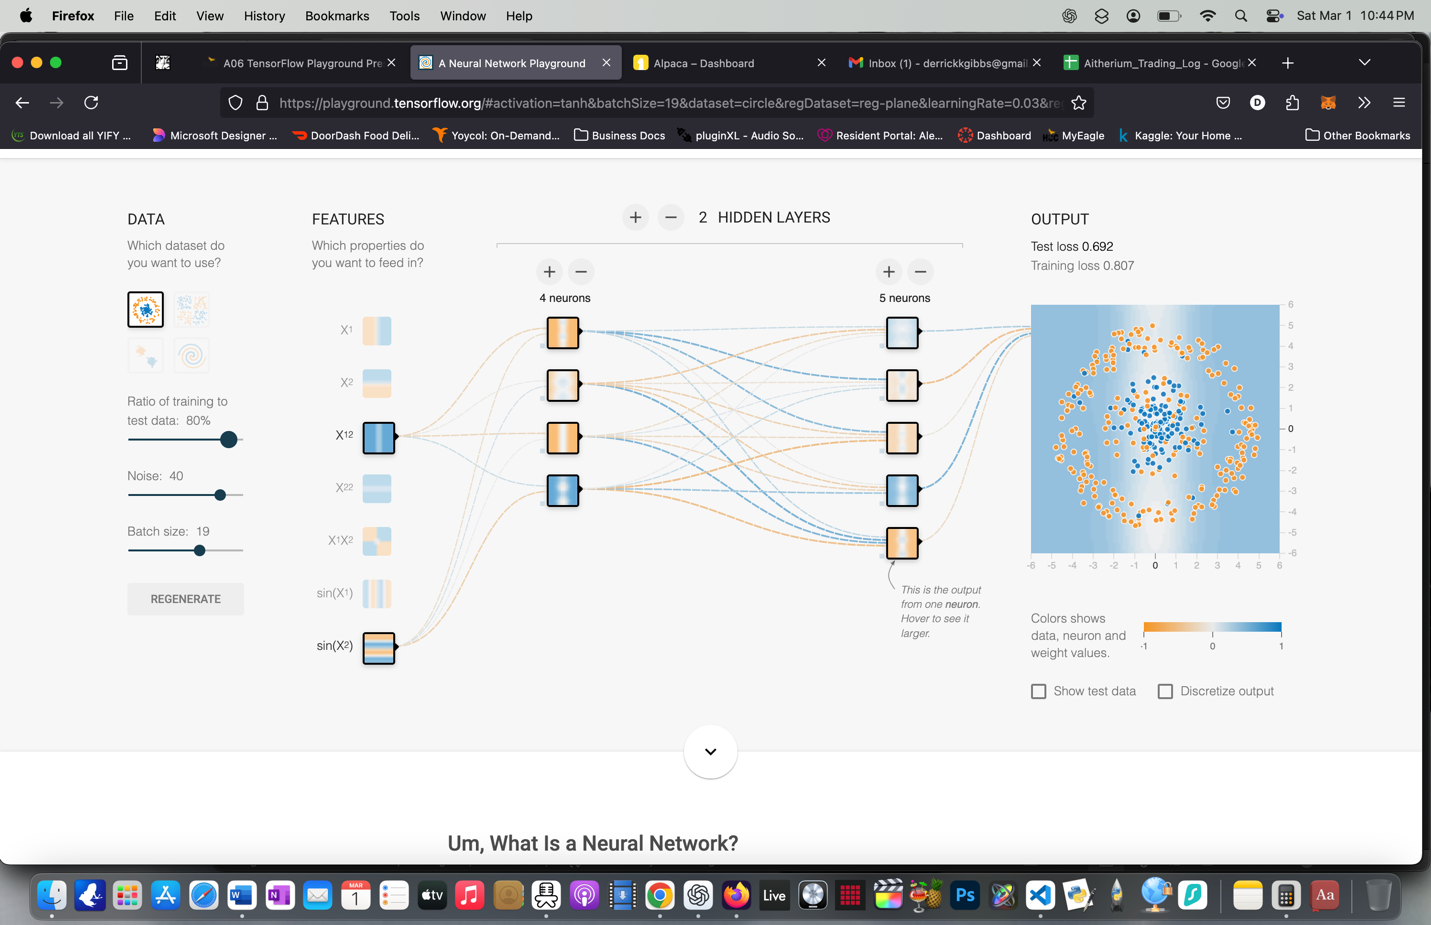 Firefox File Edit View History Bookmarks Tools Window Help Sat Mar 1 10:44 PM
A06 TensorFlow Playground Pre A Neural Network Playground Alpaca – Dashboard Inbox (1) - derrickkgibbs@gmail Aitherium_Trading_Log - Google
https://playground.tensorflow.org/#activation=tanh&batchSize=19&dataset=circle&regDataset=reg-plane&learningRate=0.03&re
Download all YIFY ... Microsoft Designer ... DoorDash Food Deli... Yoycol: On-Demand... Business Docs pluginXL - Audio So... Resident Portal: Ale... Dashboard MyEagle Kaggle: Your Home ... Other Bookmarks
DATA
Which dataset do
you want to use?
Ratio of training to
test data: 80%
Noise: 40
Batch size: 19
REGENERATE
FEATURES
Which properties do
you want to feed in?
X1
X2
X12
X22
X1X2
sin(X1)
sin(X2)
+ − 2 HIDDEN LAYERS
+ −
4 neurons
+ −
5 neurons
This is the output
from one neuron.
Hover to see it
larger.
OUTPUT
Test loss 0.692
Training loss 0.807
6
5
4
3
2
1
0
-1
-2
-3
-4
-5
-6
-6 -5 -4 -3 -2 -1 0 1 2 3 4 5 6
Colors shows
data, neuron and
weight values.
-1 0 1
Show test data Discretize output
Um, What Is a Neural Network?
MAR
1
tv
Live
Ps
Aa